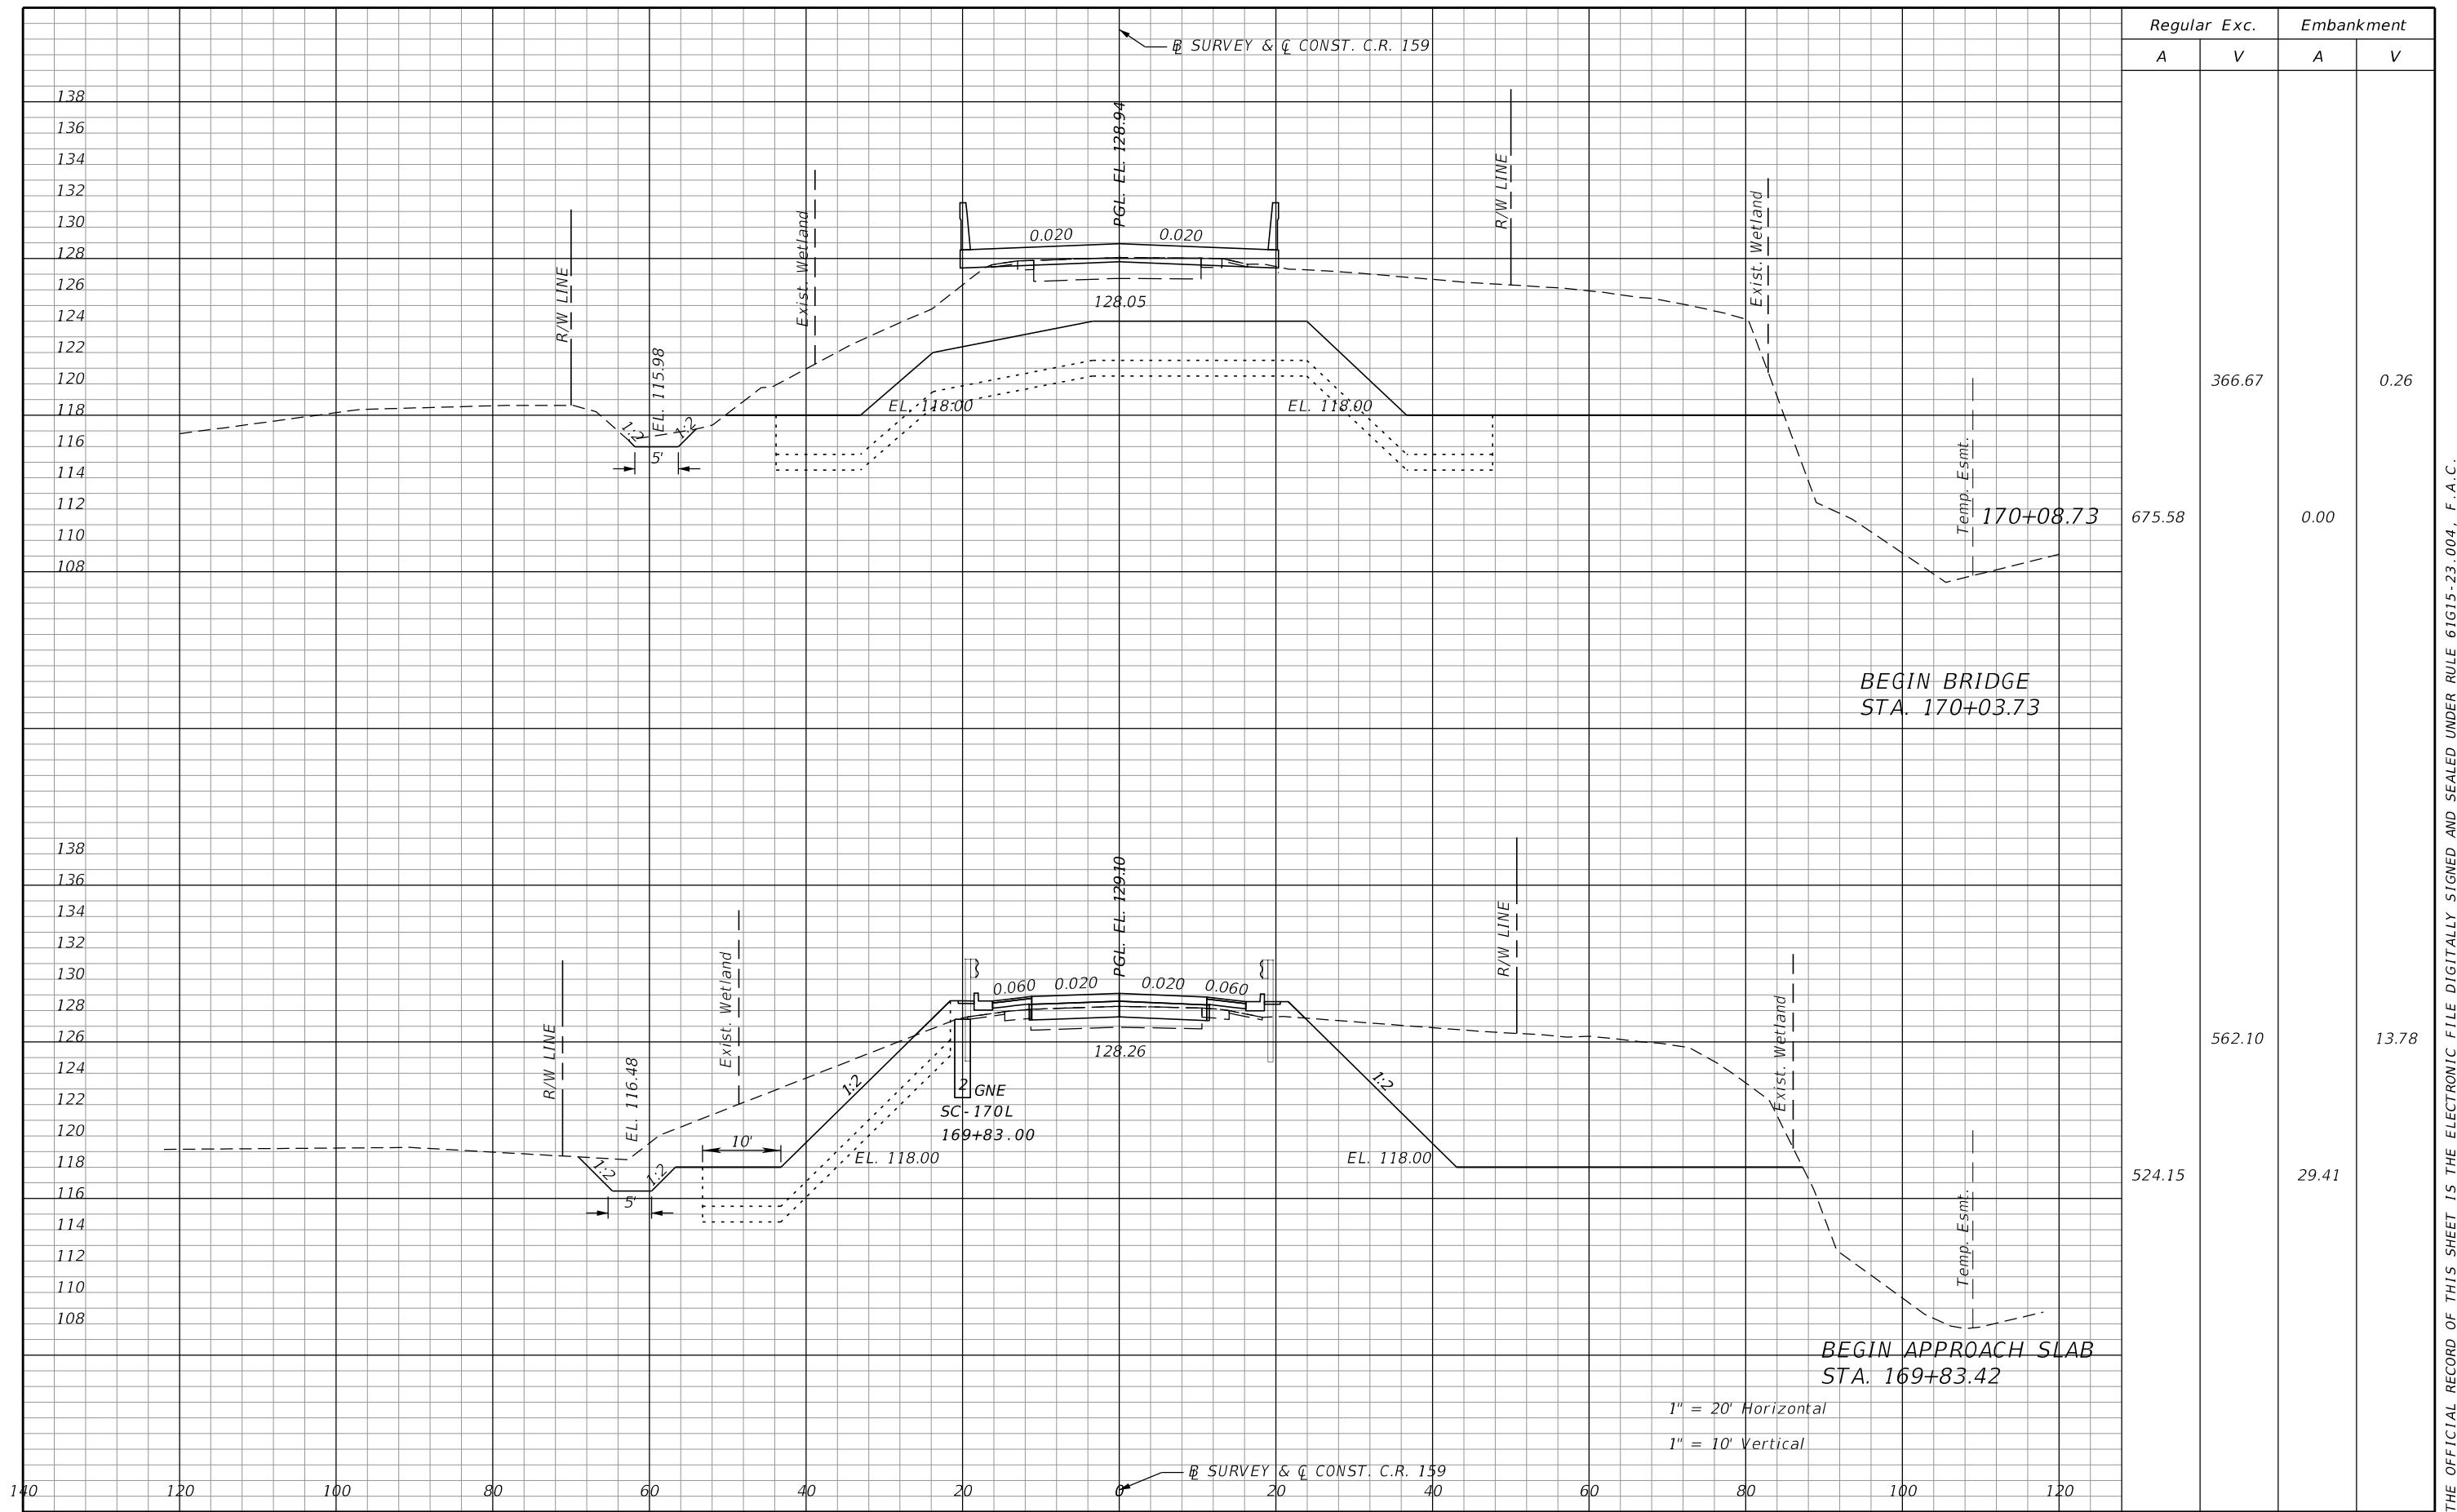 Regular Exc. Embankment
A V A V
℄ SURVEY & ℄ CONST. C.R. 159
138
136
134
132
130
128
126
124
122
120
118
116
114
112
110
108
R/W LINE
EL. 115.98
Exist. Wetland
PGL. EL. 128.94
0.020 0.020
128.05
R/W LINE
Exist. Wetland
Temp. Esmt.
1:2
1:2
5'
EL. 118.00
EL. 118.00
366.67 0.26
170+08.73 675.58 0.00
BEGIN BRIDGE
STA. 170+03.73
138
136
134
132
130
128
126
124
122
120
118
116
114
112
110
108
R/W LINE
EL. 116.48
Exist. Wetland
PGL. EL. 129.10
0.060 0.020 0.020 0.060
128.26
R/W LINE
Exist. Wetland
Temp. Esmt.
1:2
1:2
5'
10'
1:2
1:2
2 GNE
SC-170L
169+83.00
EL. 118.00
EL. 118.00
562.10 13.78
524.15 29.41
BEGIN APPROACH SLAB
STA. 169+83.42
1" = 20' Horizontal
1" = 10' Vertical
℄ SURVEY & ℄ CONST. C.R. 159
140 120 100 80 60 40 20 0 20 40 60 80 100 120
THE OFFICIAL RECORD OF THIS SHEET IS THE ELECTRONIC FILE DIGITALLY SIGNED AND SEALED UNDER RULE 61G15-23.004, F.A.C.